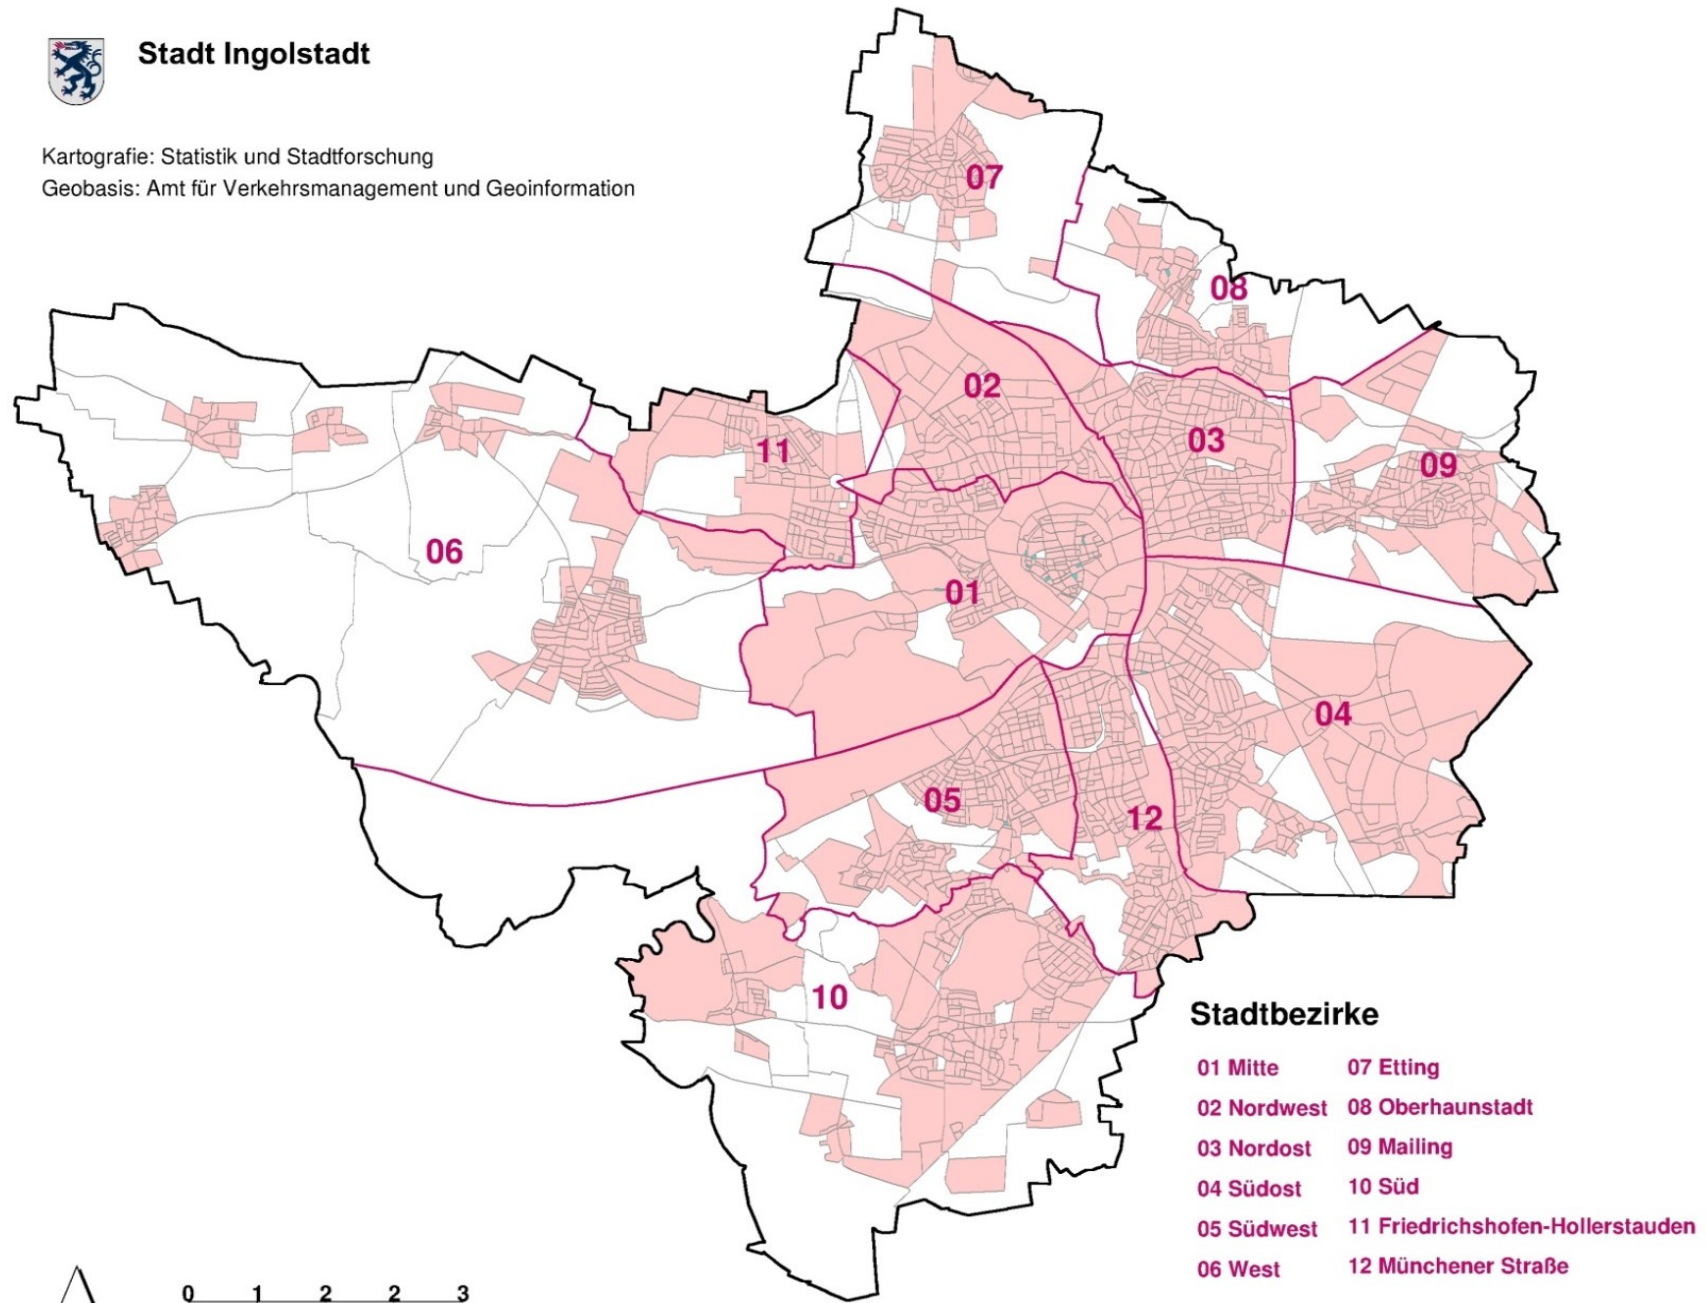 Stadt Ingolstadt
Kartografie: Statistik und Stadtforschung
Geobasis: Amt für Verkehrsmanagement und Geoinformation
07
08
02
03
11
09
06
01
04
05
12
10
Stadtbezirke
01 Mitte
02 Nordwest
03 Nordost
04 Südost
05 Südwest
06 West
07 Etting
08 Oberhaunstadt
09 Mailing
10 Süd
11 Friedrichshofen-Hollerstauden
12 Münchener Straße
0 1 2 2 3